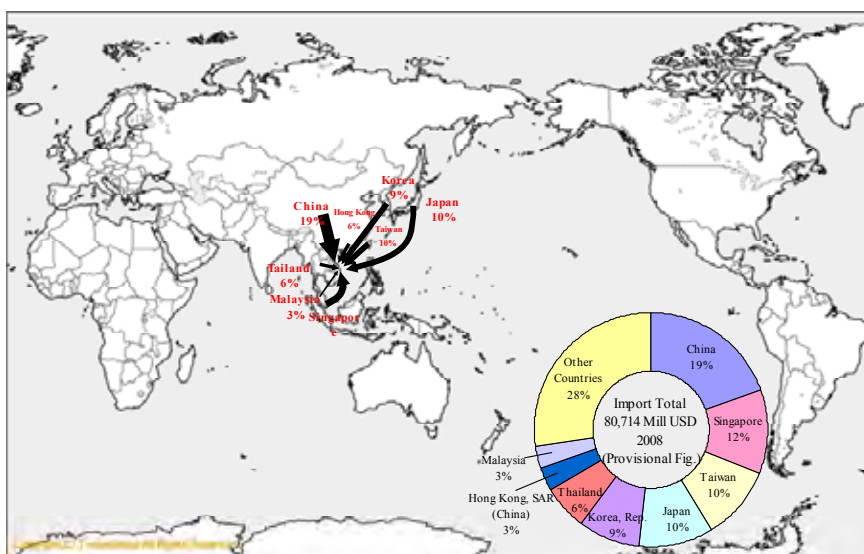 Korea
9%
China
19%
Hong Kong
6%
Japan
10%
Taiwan
10%
Tailand
6%
Malaysia
3%
Singapor
e
Other
Countries
28%
China
19%
Import Total
80,714 Mill USD
2008
(Provisional Fig.)
Singapore
12%
Malaysia
3%
Taiwan
10%
Hong Kong, SAR
(China)
3%
Thailand
6%
Korea, Rep.
9%
Japan
10%